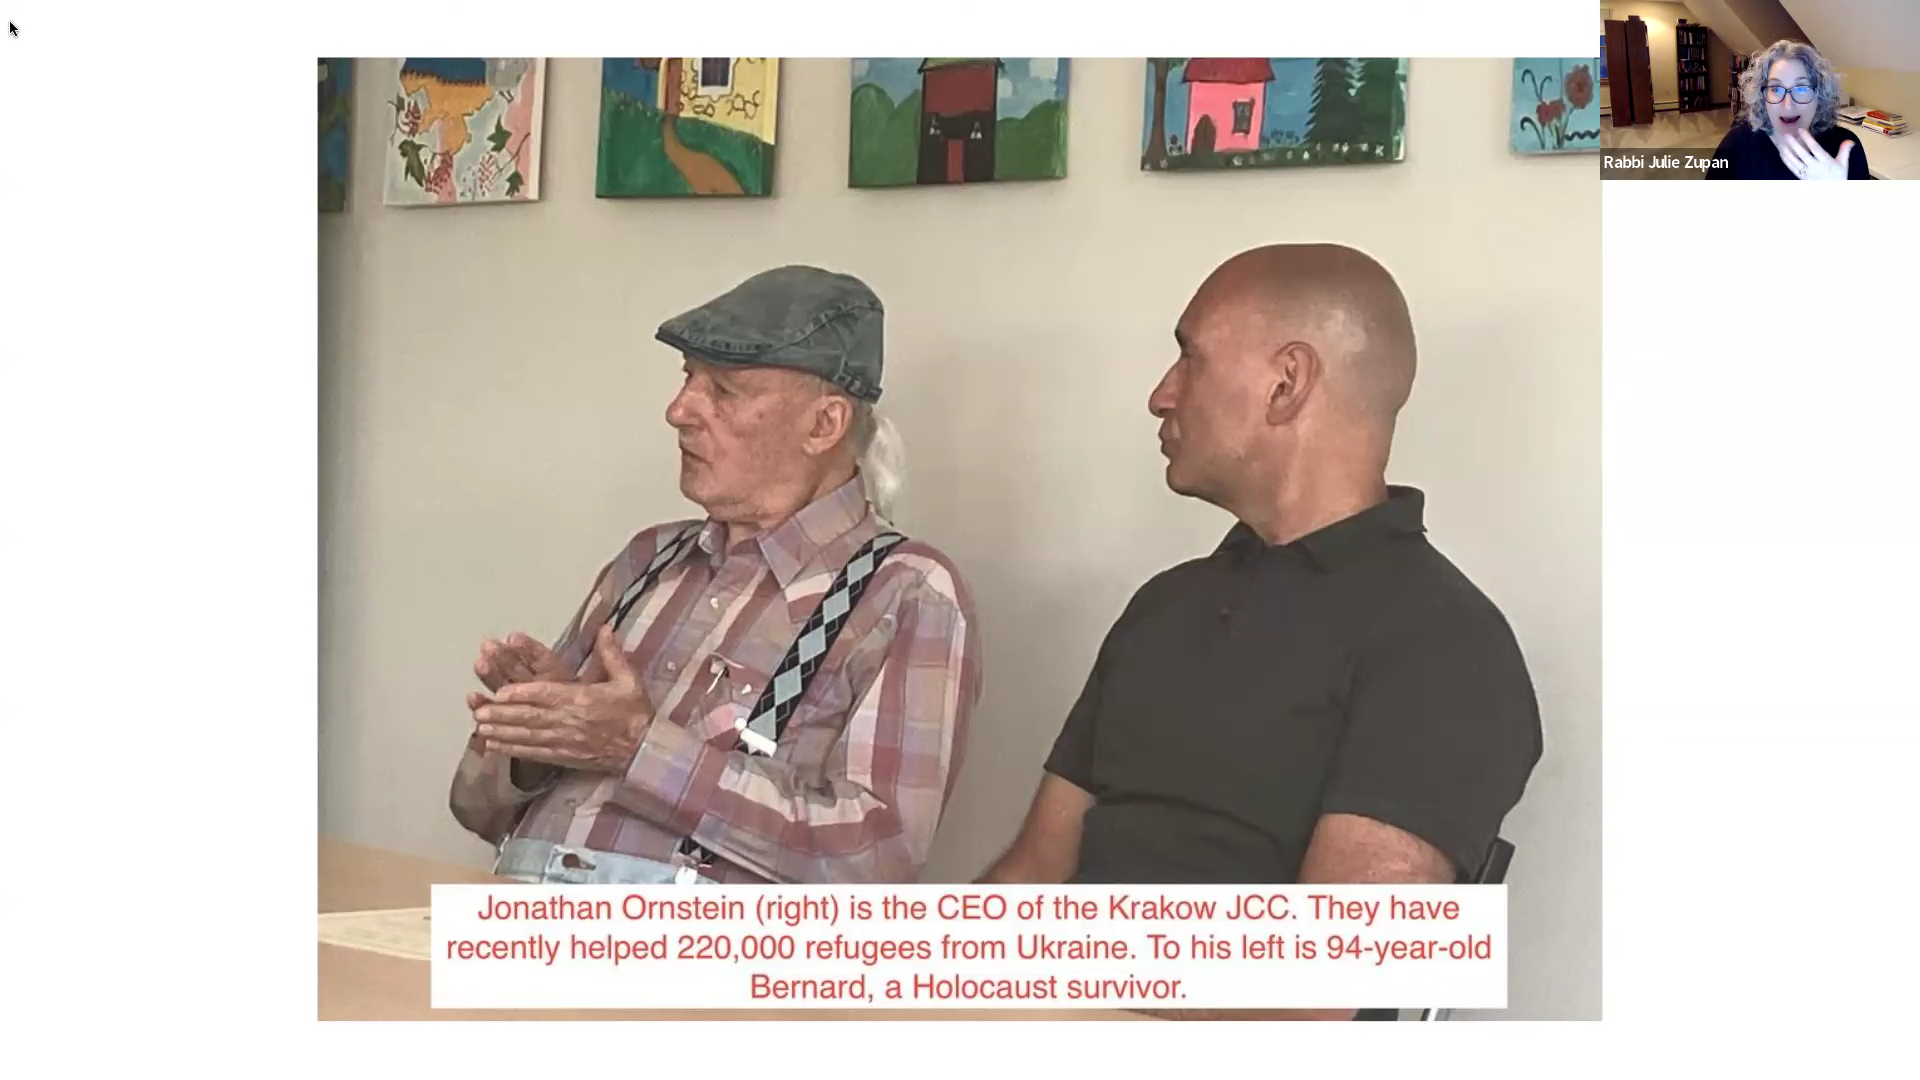 Rabbi Julie Zupan
Jonathan Ornstein (right) is the CEO of the Krakow JCC. They have
recently helped 220,000 refugees from Ukraine. To his left is 94-year-old
Bernard, a Holocaust survivor.